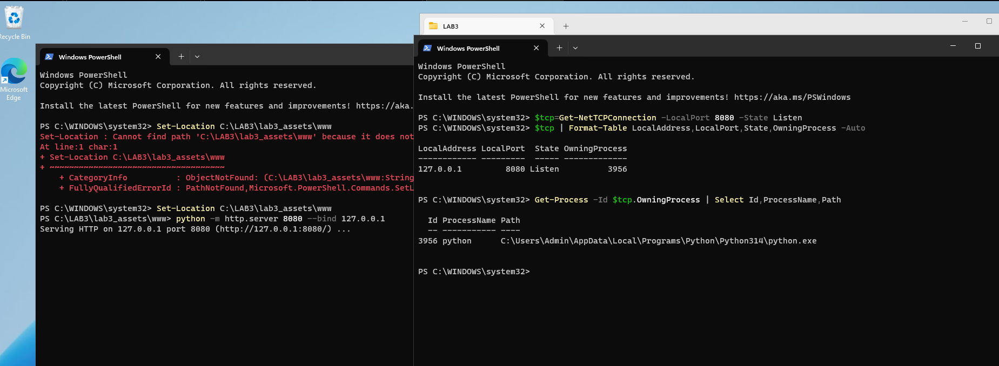 Recycle Bin
Microsoft
Edge
Windows PowerShell
Windows PowerShell
Copyright (C) Microsoft Corporation. All rights reserved.
Install the latest PowerShell for new features and improvements! https://aka.
PS C:\WINDOWS\system32> Set-Location C:\LAB3\lab3_assets\www
Set-Location : Cannot find path 'C:\LAB3\lab3_assets\www' because it does not
At line:1 char:1
+ Set-Location C:\LAB3\lab3_assets\www
+ ~~~~~~~~~~~~~~~~~~~~~~~~~~~~~~~~~~~~
    + CategoryInfo          : ObjectNotFound: (C:\LAB3\lab3_assets\www:String
    + FullyQualifiedErrorId : PathNotFound,Microsoft.PowerShell.Commands.SetL
PS C:\WINDOWS\system32> Set-Location C:\LAB3\lab3_assets\www
PS C:\LAB3\lab3_assets\www> python -m http.server 8080 --bind 127.0.0.1
Serving HTTP on 127.0.0.1 port 8080 (http://127.0.0.1:8080/) ...
LAB3
Windows PowerShell
Windows PowerShell
Copyright (C) Microsoft Corporation. All rights reserved.
Install the latest PowerShell for new features and improvements! https://aka.ms/PSWindows
PS C:\WINDOWS\system32> $tcp=Get-NetTCPConnection -LocalPort 8080 -State Listen
PS C:\WINDOWS\system32> $tcp | Format-Table LocalAddress,LocalPort,State,OwningProcess -Auto
LocalAddress LocalPort  State OwningProcess
------------ ---------  ----- -------------
127.0.0.1         8080 Listen          3956
PS C:\WINDOWS\system32> Get-Process -Id $tcp.OwningProcess | Select Id,ProcessName,Path
  Id ProcessName Path
  -- ----------- ----
3956 python      C:\Users\Admin\AppData\Local\Programs\Python\Python314\python.exe
PS C:\WINDOWS\system32>